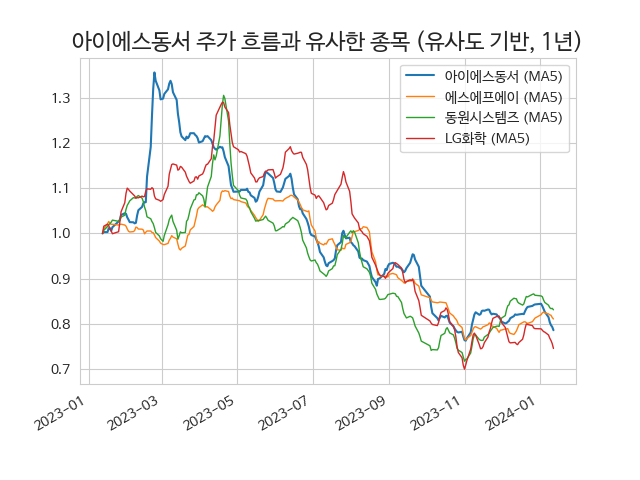 아이에스동서 주가 흐름과 유사한 종목 (유사도 기반, 1년)
아이에스동서 (MA5)
에스에프에이 (MA5)
동원시스템즈 (MA5)
LG화학 (MA5)
1.3
1.2
1.1
1.0
0.9
0.8
0.7
2023-01
2023-03
2023-05
2023-07
2023-09
2023-11
2024-01